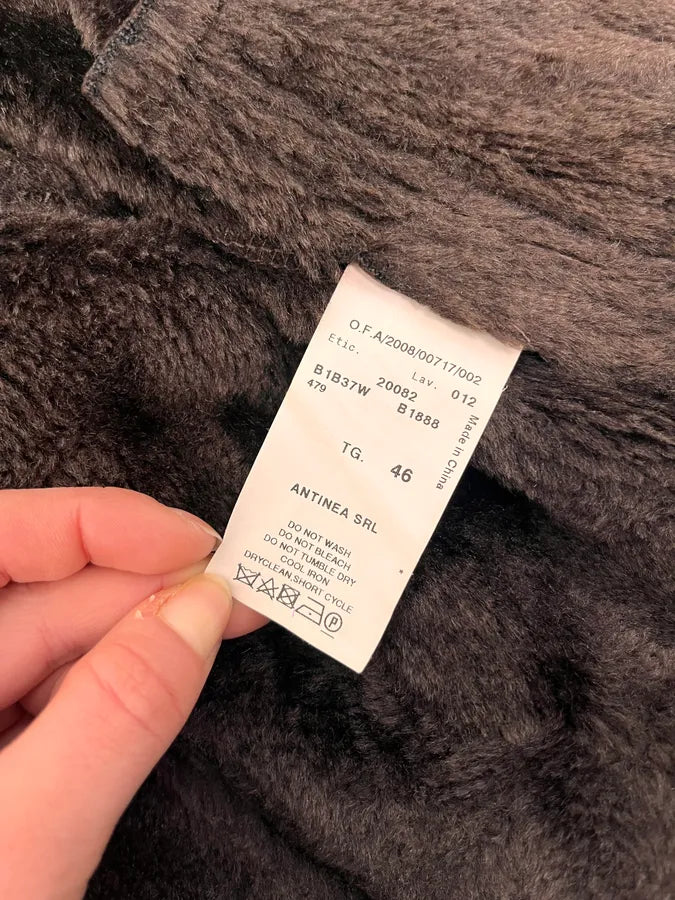 O.F.A/2008/00717/002
Etic.
Lav. 012
B1B37W 20082
479 B1888
Made in China
TG. 46
ANTINEA SRL
DO NOT WASH
DO NOT BLEACH
DO NOT TUMBLE DRY
COOL IRON
DRYCLEAN,SHORT CYCLE
P